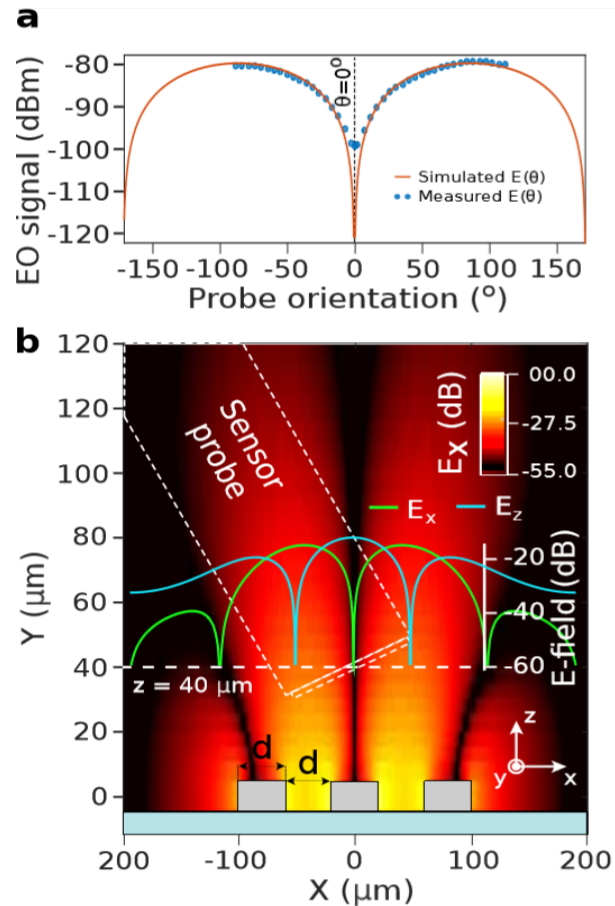 a
EO signal (dBm)
-80
-90
-100
-110
-120
θ=0°
Simulated E(θ)
Measured E(θ)
-150 -100 -50 0 50 100 150
Probe orientation (°)
b
120
120
100
80
60
40
20
0
Y (μm)
Sensor
probe
Ex (dB)
00.0
-27.5
-55.0
Ex Ez
-20
-40
-60
E-field (dB)
z = 40 μm
d
d
z
y x
200 -100 0 100 200
X (μm)